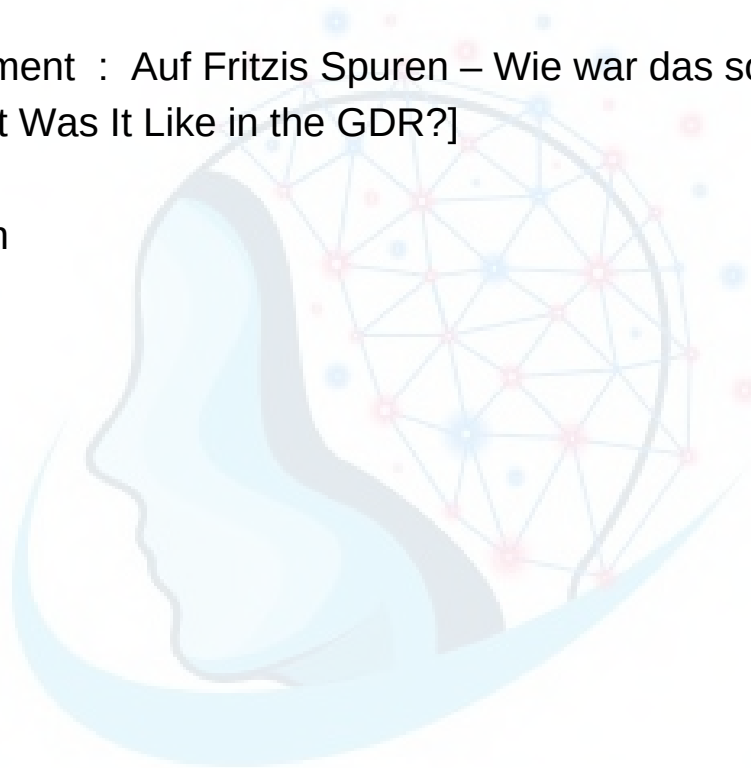 ment : Auf Fritzis Spuren – Wie war das so
t Was It Like in the GDR?]
n